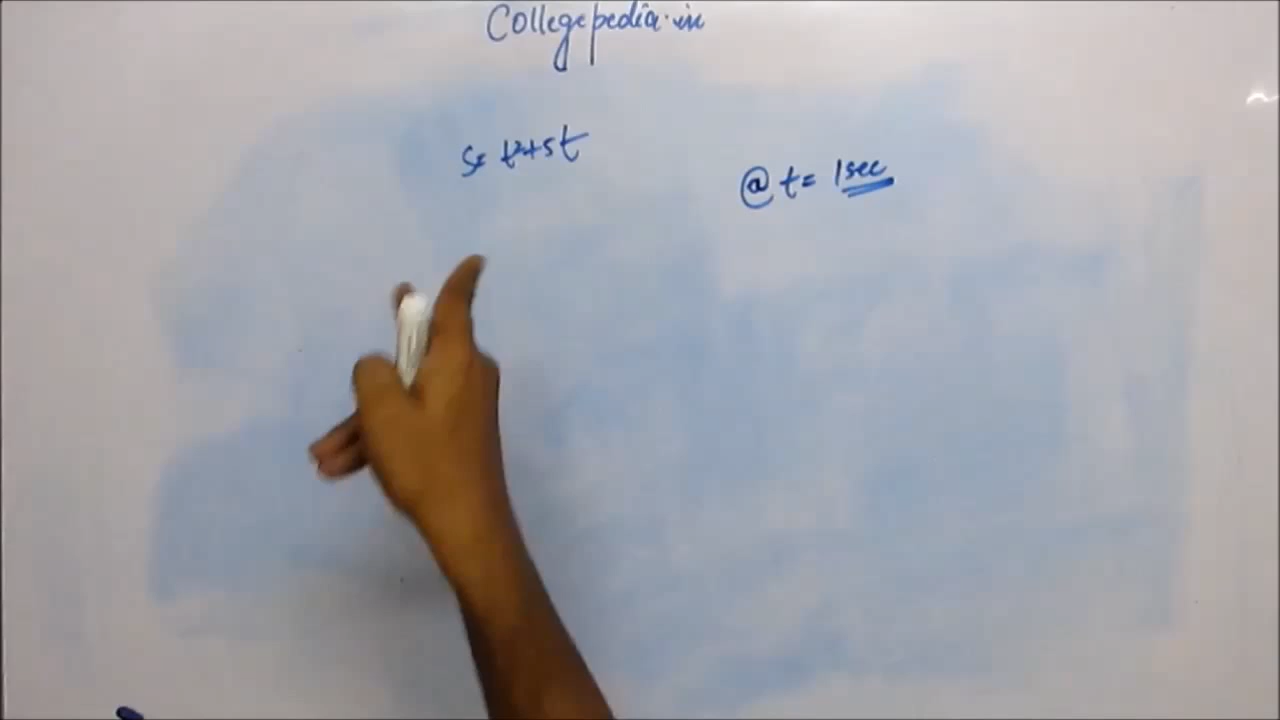 Collegepedia.in
S= t²+5t
@ t= 1sec